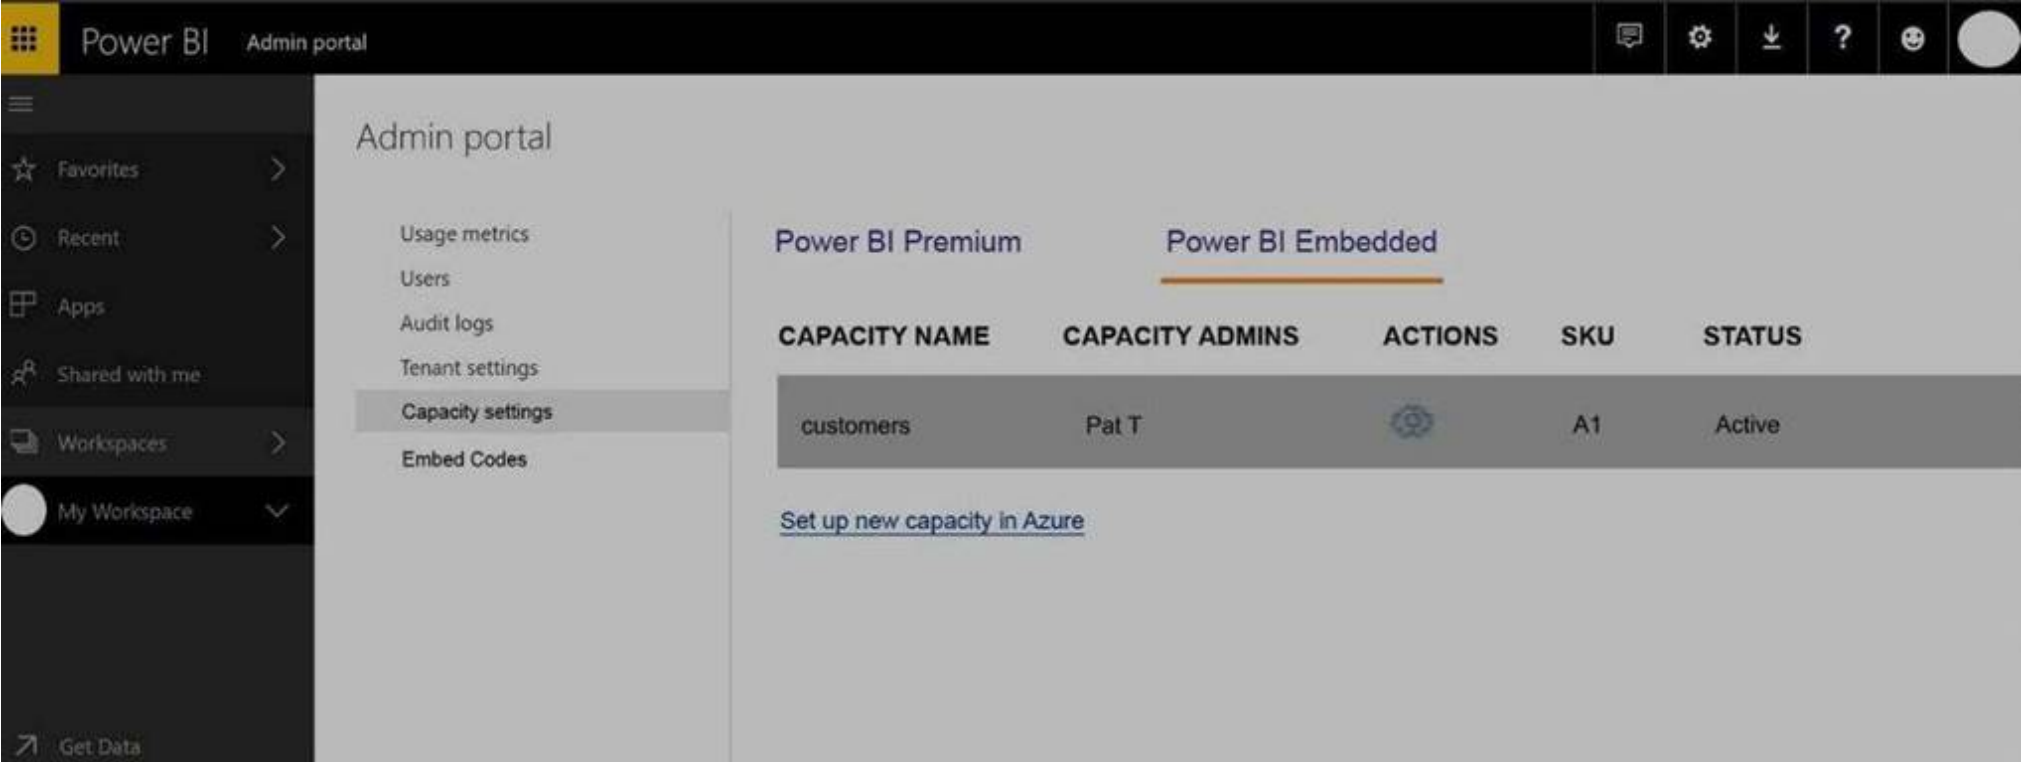 Power BI Admin portal ?
Favorites
Recent
Apps
Shared with me
Workspaces
My Workspace
Get Data
Admin portal
Usage metrics
Users
Audit logs
Tenant settings
Capacity settings
Embed Codes
Power BI Premium Power BI Embedded
CAPACITY NAME CAPACITY ADMINS ACTIONS SKU STATUS
customers Pat T A1 Active
Set up new capacity in Azure